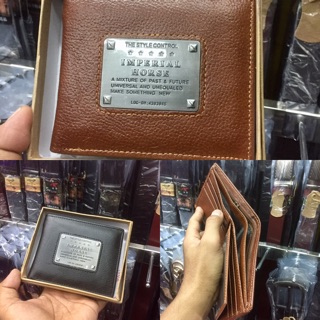 THE STYLE CONTROL
IMPERIAL
HORSE
A MIXTURE OF PAST & FUTURE
UNIVERSAL AND UNEQUALED
MAKE SOMETHING NEW